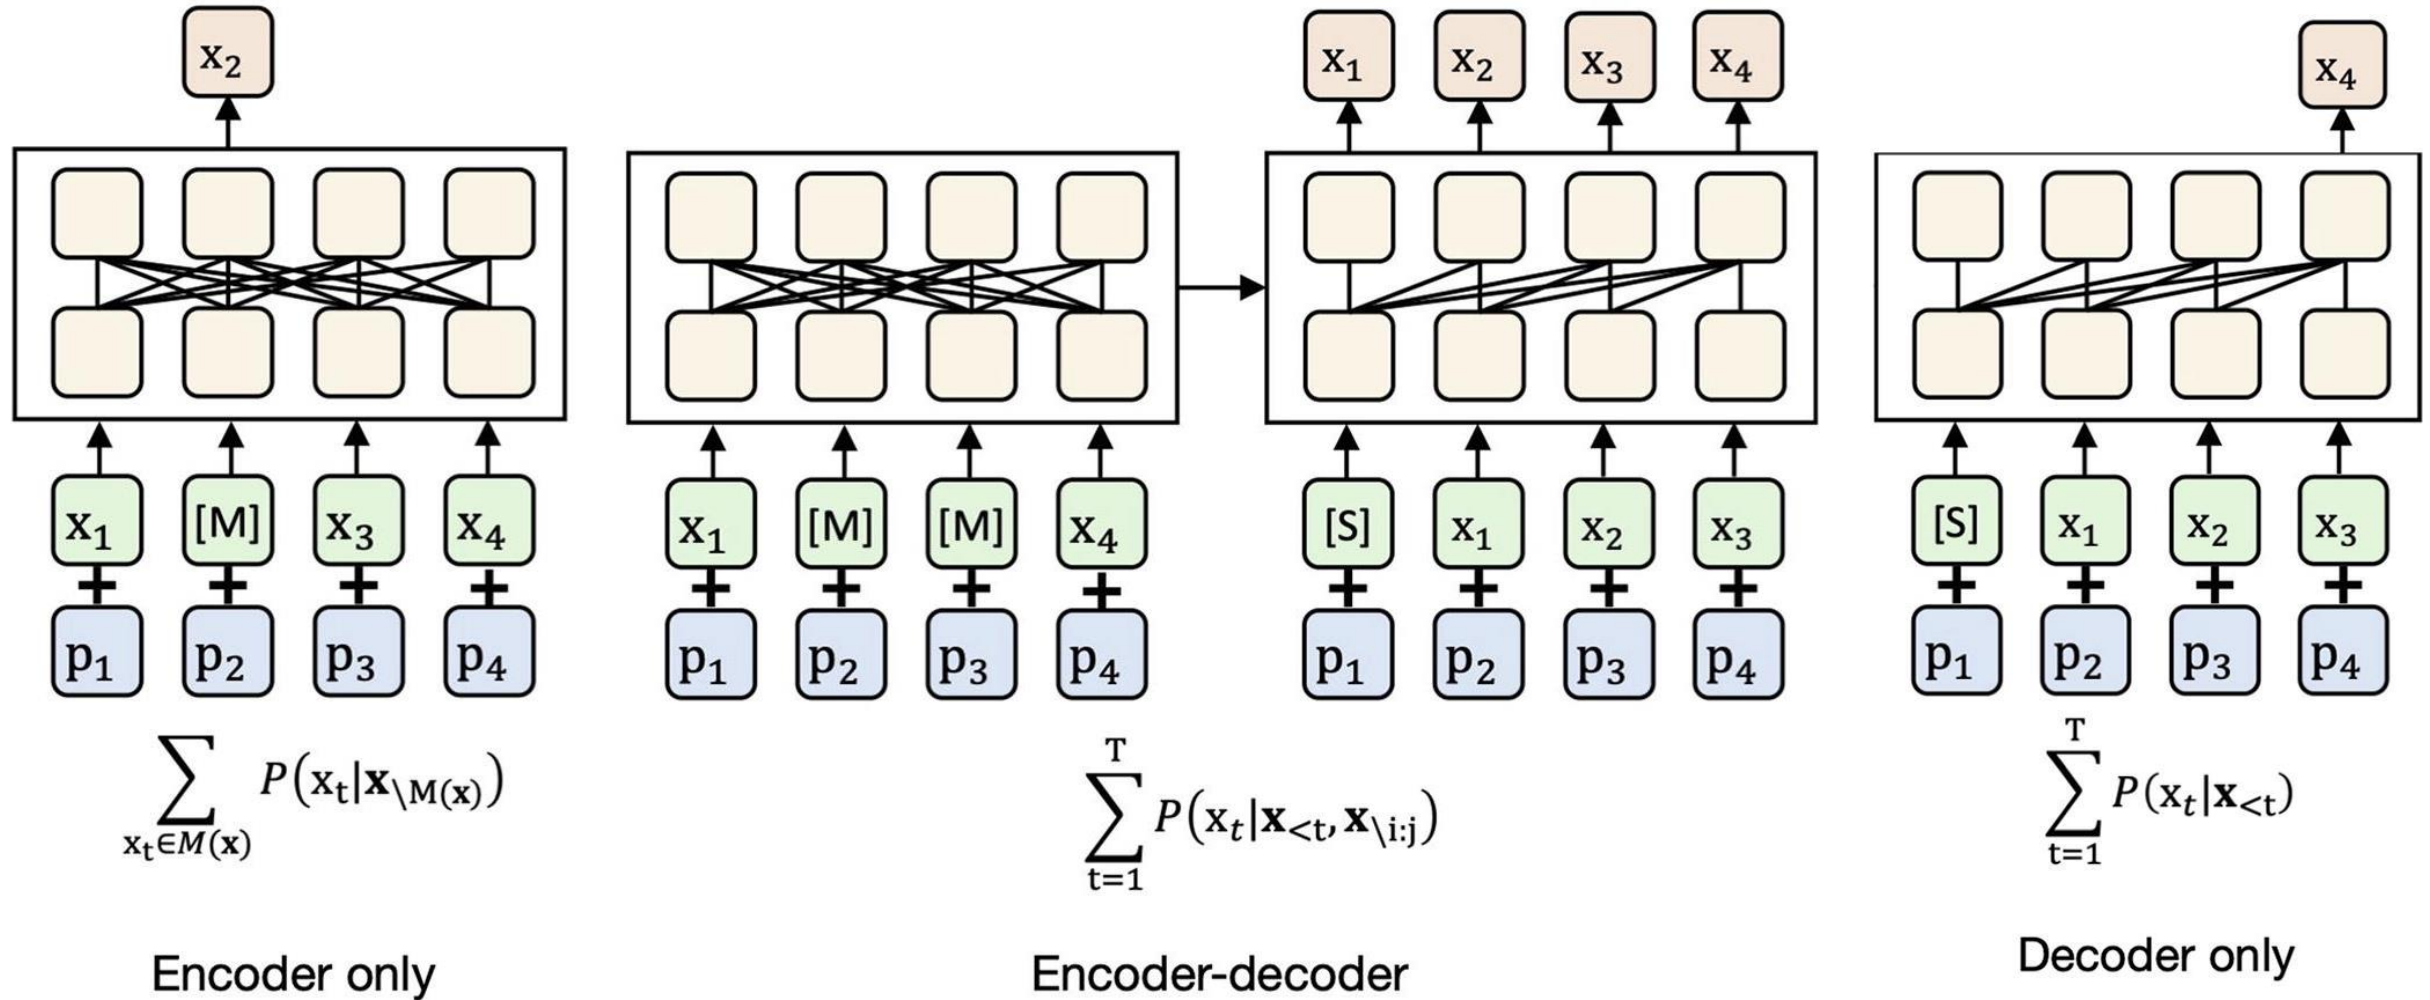 x₂
x₁ [M] x₃ x₄
+ + + +
p₁ p₂ p₃ p₄
∑ P(xₜ|𝐱\M(𝐱))
xₜ∈M(𝐱)
Encoder only
x₁ x₂ x₃ x₄
x₁ [M] [M] x₄ [S] x₁ x₂ x₃
+ + + + + + + +
p₁ p₂ p₃ p₄ p₁ p₂ p₃ p₄
T
∑ P(xₜ|𝐱<t, 𝐱\i:j)
t=1
Encoder-decoder
x₄
[S] x₁ x₂ x₃
+ + + +
p₁ p₂ p₃ p₄
T
∑ P(xₜ|𝐱<t)
t=1
Decoder only